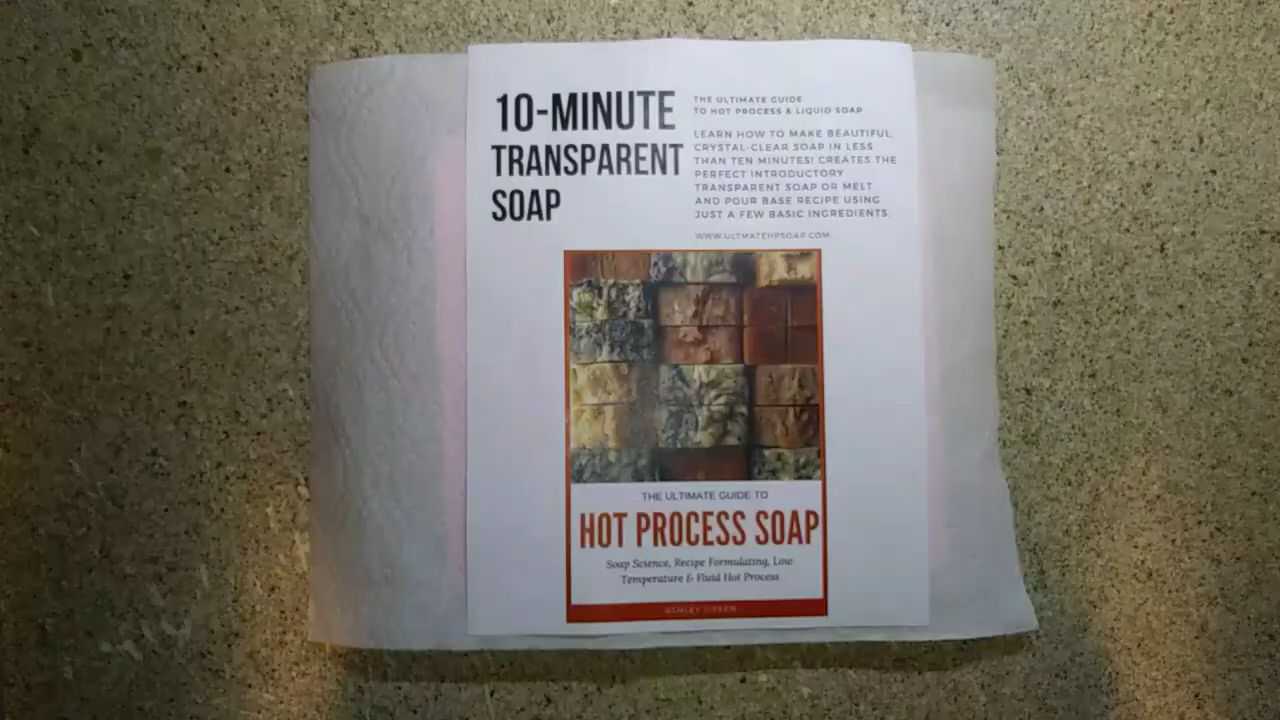 10-MINUTE
TRANSPARENT
SOAP
THE ULTIMATE GUIDE
TO HOT PROCESS & LIQUID SOAP
LEARN HOW TO MAKE BEAUTIFUL,
CRYSTAL-CLEAR SOAP IN LESS
THAN TEN MINUTES! CREATES THE
PERFECT INTRODUCTORY
TRANSPARENT SOAP OR MELT
AND POUR BASE RECIPE USING
JUST A FEW BASIC INGREDIENTS.
WWW.ULTMATEHPSOAP.COM
THE ULTIMATE GUIDE TO
HOT PROCESS SOAP
Soap Science, Recipe Formulating, Low
Temperature & Fluid Hot Process
ASHLEY GREEN